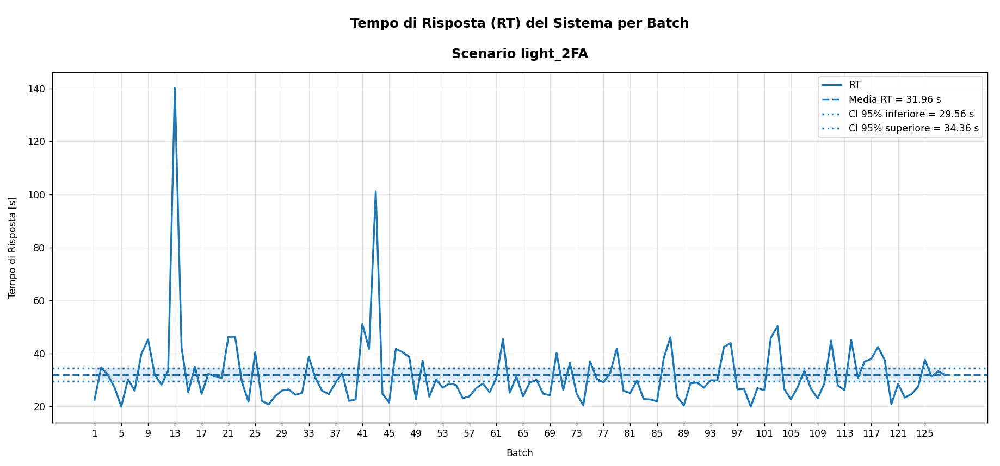 Tempo di Risposta (RT) del Sistema per Batch
Scenario light_2FA
RT
Media RT = 31.96 s
CI 95% inferiore = 29.56 s
CI 95% superiore = 34.36 s
Tempo di Risposta [s]
140
120
100
80
60
40
20
1 5 9 13 17 21 25 29 33 37 41 45 49 53 57 61 65 69 73 77 81 85 89 93 97 101 105 109 113 117 121 125
Batch